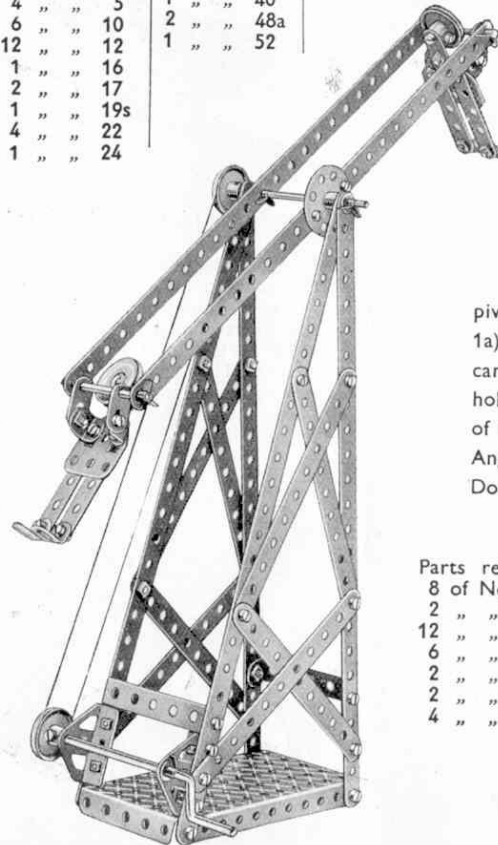 4 „ „ 5
6 „ „ 10
12 „ „ 12
1 „ „ 16
2 „ „ 17
1 „ „ 19s
4 „ „ 22
1 „ „ 24
2 „ „ 48a
1 „ „ 52
piv
1a)
car
hol
of
An
Do
Parts re
8 of No
2 „ „
12 „ „
6 „ „
2 „ „
2 „ „
4 „ „